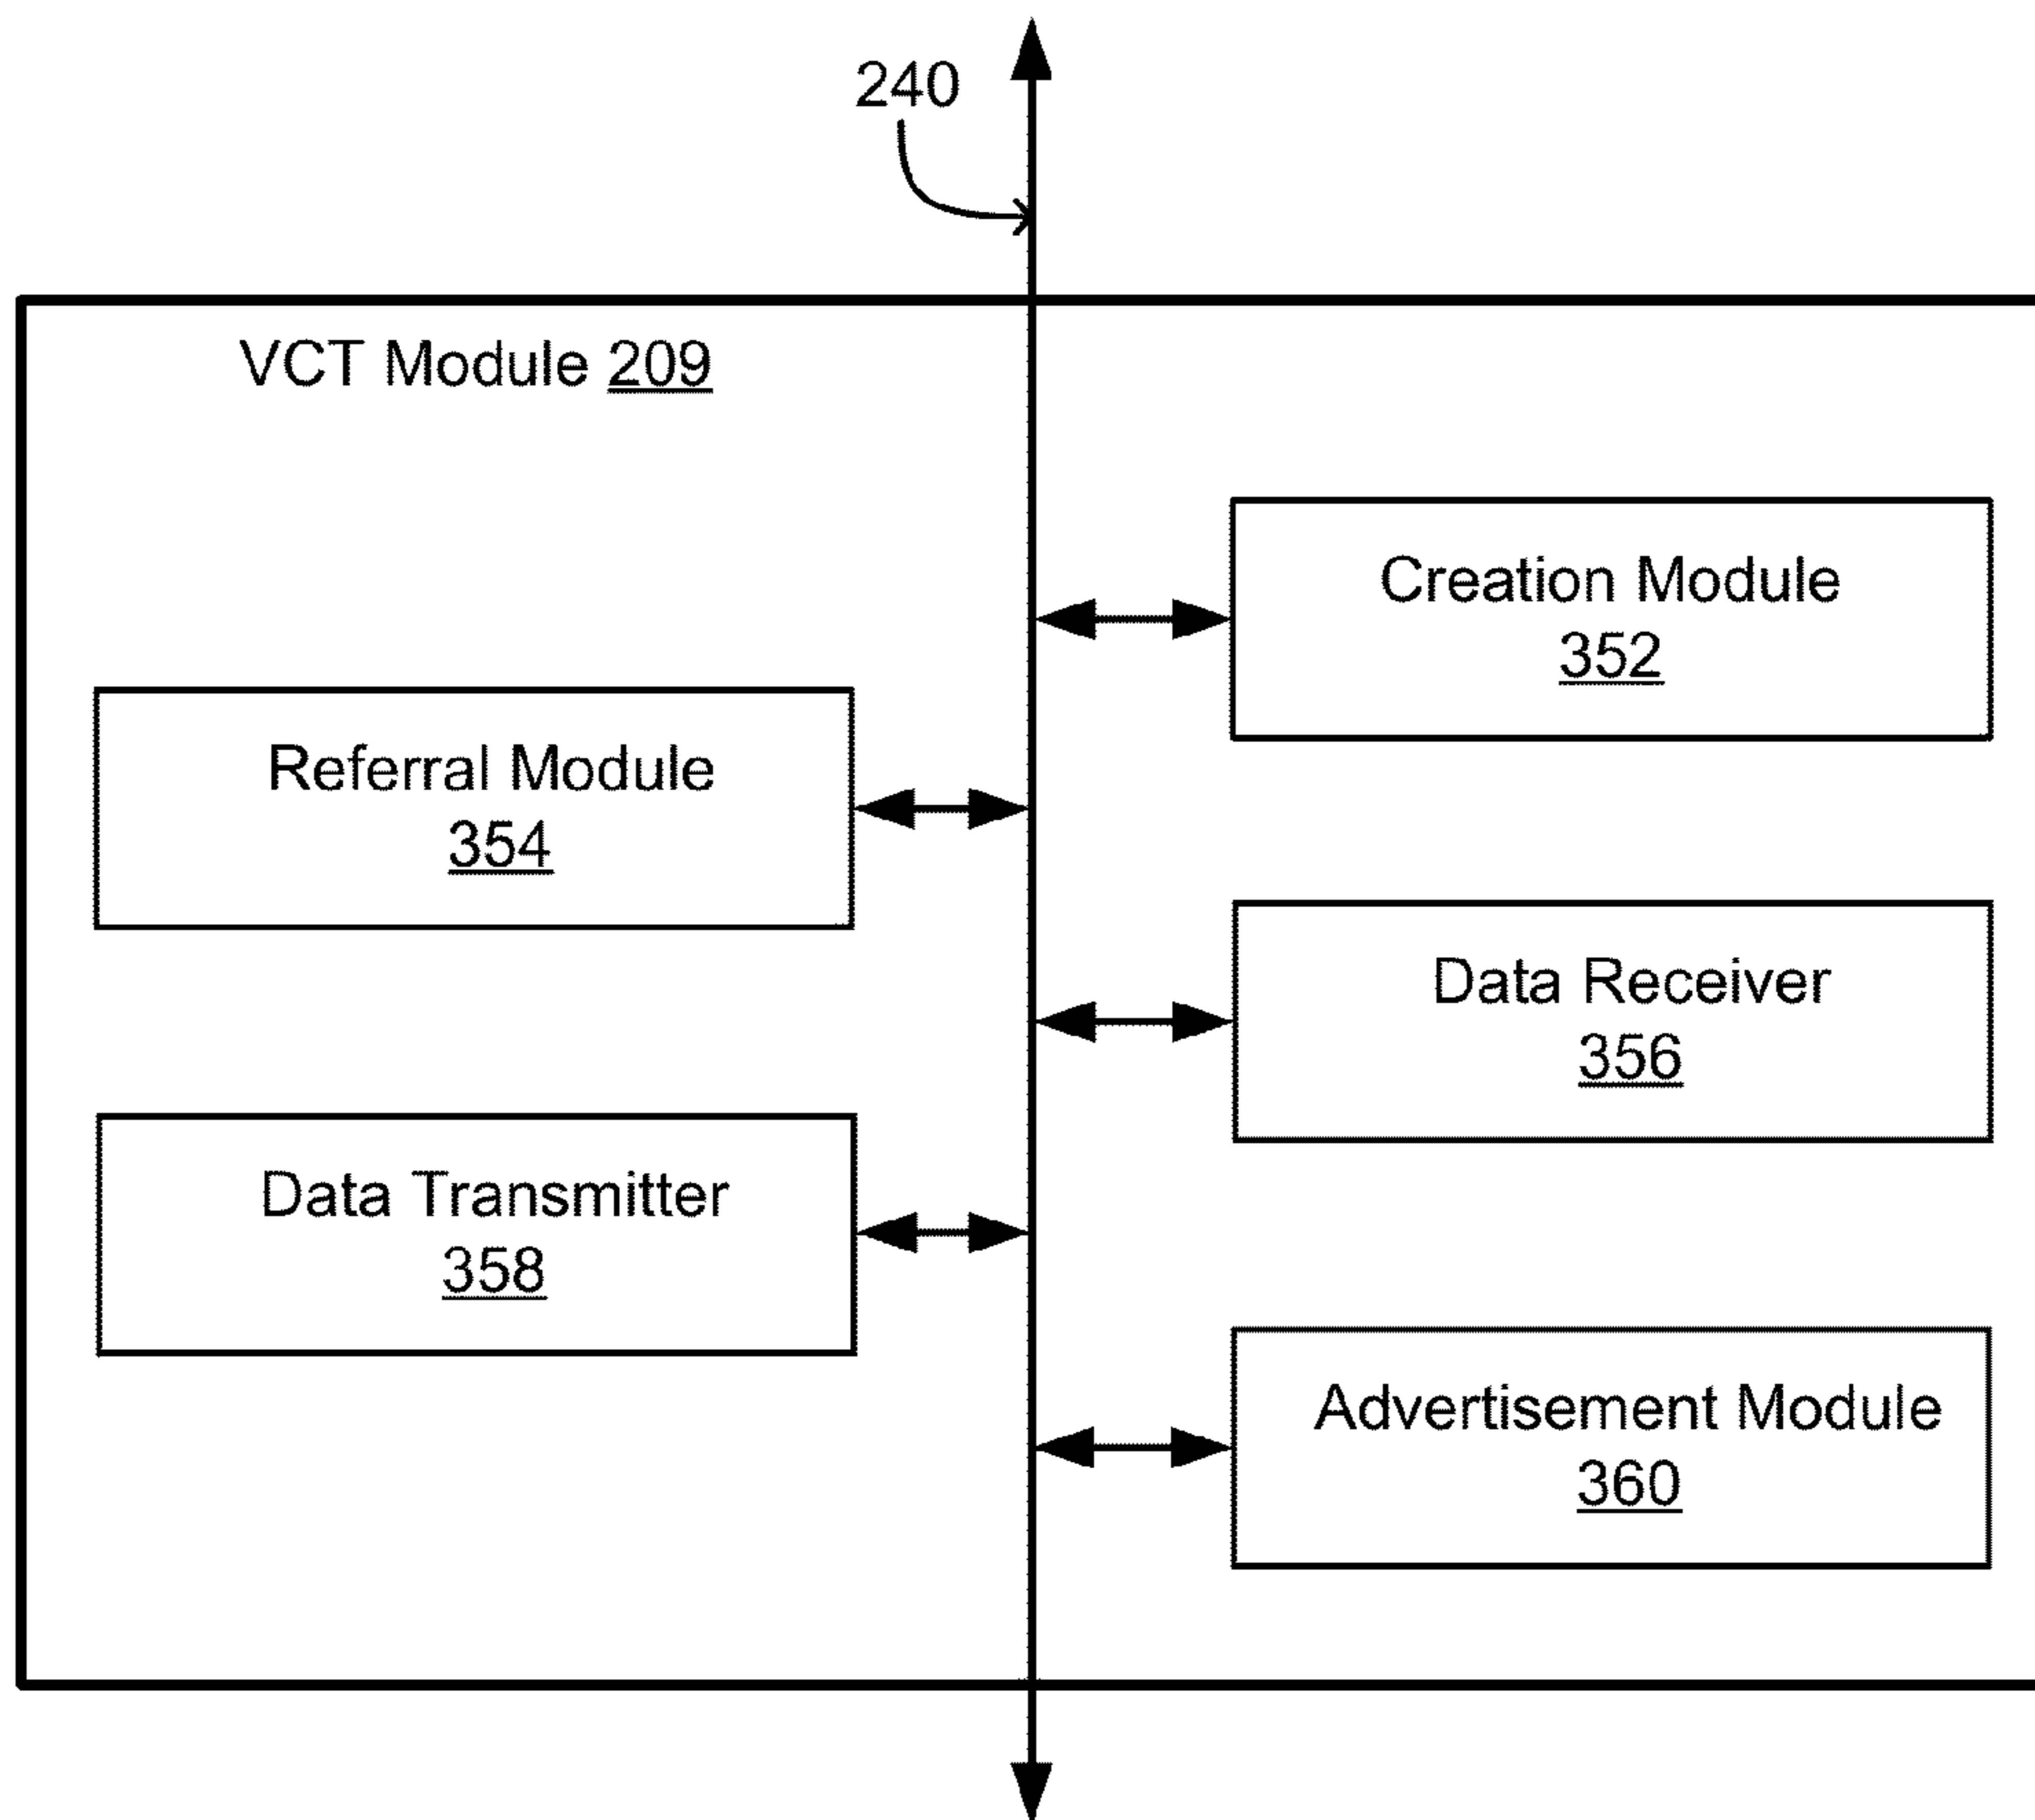 240
VCT Module 209
Creation Module
352
Referral Module
354
Data Receiver
356
Data Transmitter
358
Advertisement Module
360